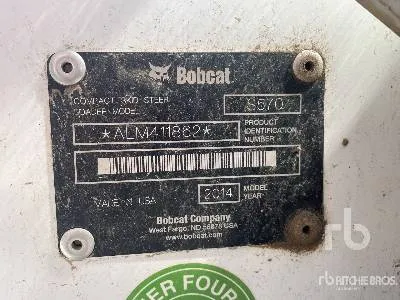 Bobcat
COMPACT SKID STEER
LOADER MODEL
S570
*ALM411862*
PRODUCT
IDENTIFICATION
NUMBER
MADE IN USA
2014
MODEL
YEAR
Bobcat Company
West Fargo, ND 58078 USA
www.bobcat.com
rb
RITCHIE BROS
ER FOUR